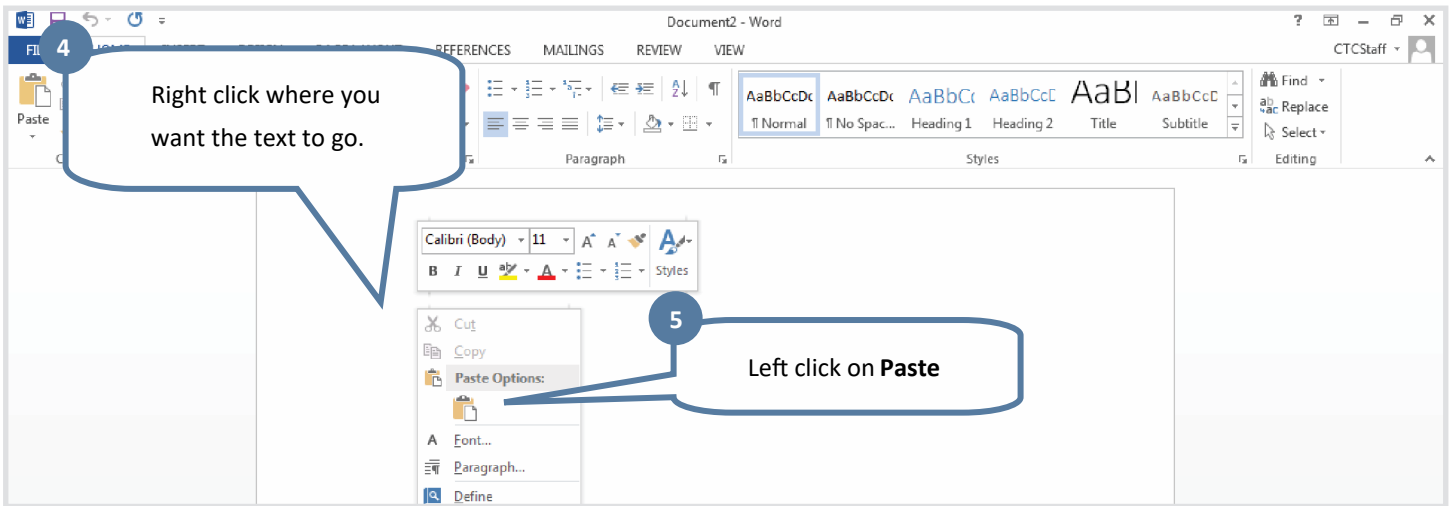 Document2 - Word
?
FIL
REFERENCES MAILINGS REVIEW VIEW
CTCStaff
4
Right click where you
want the text to go.
Paste
AaBbCcDc AaBbCcDc AaBbCc AaBbCcD AaBl AaBbCcD
¶ Normal ¶ No Spac... Heading 1 Heading 2 Title Subtitle
Find
Replace
Select
Paragraph
Styles
Editing
Calibri (Body) 11
B I U A Styles
Cut
Copy
Paste Options:
Font...
Paragraph...
Define
5
Left click on Paste